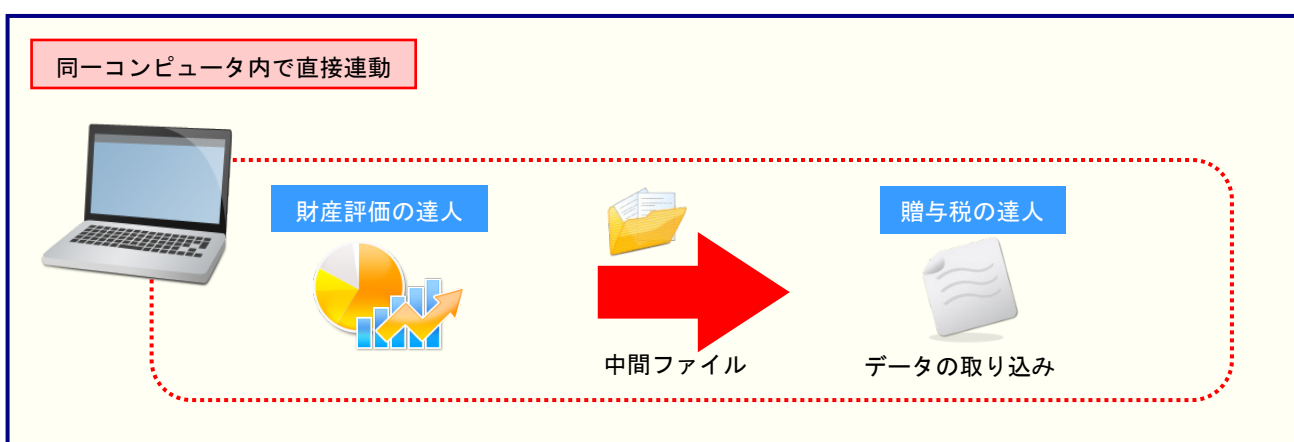 同一コンピュータ内で直接連動
財産評価の達人
贈与税の達人
中間ファイル
データの取り込み